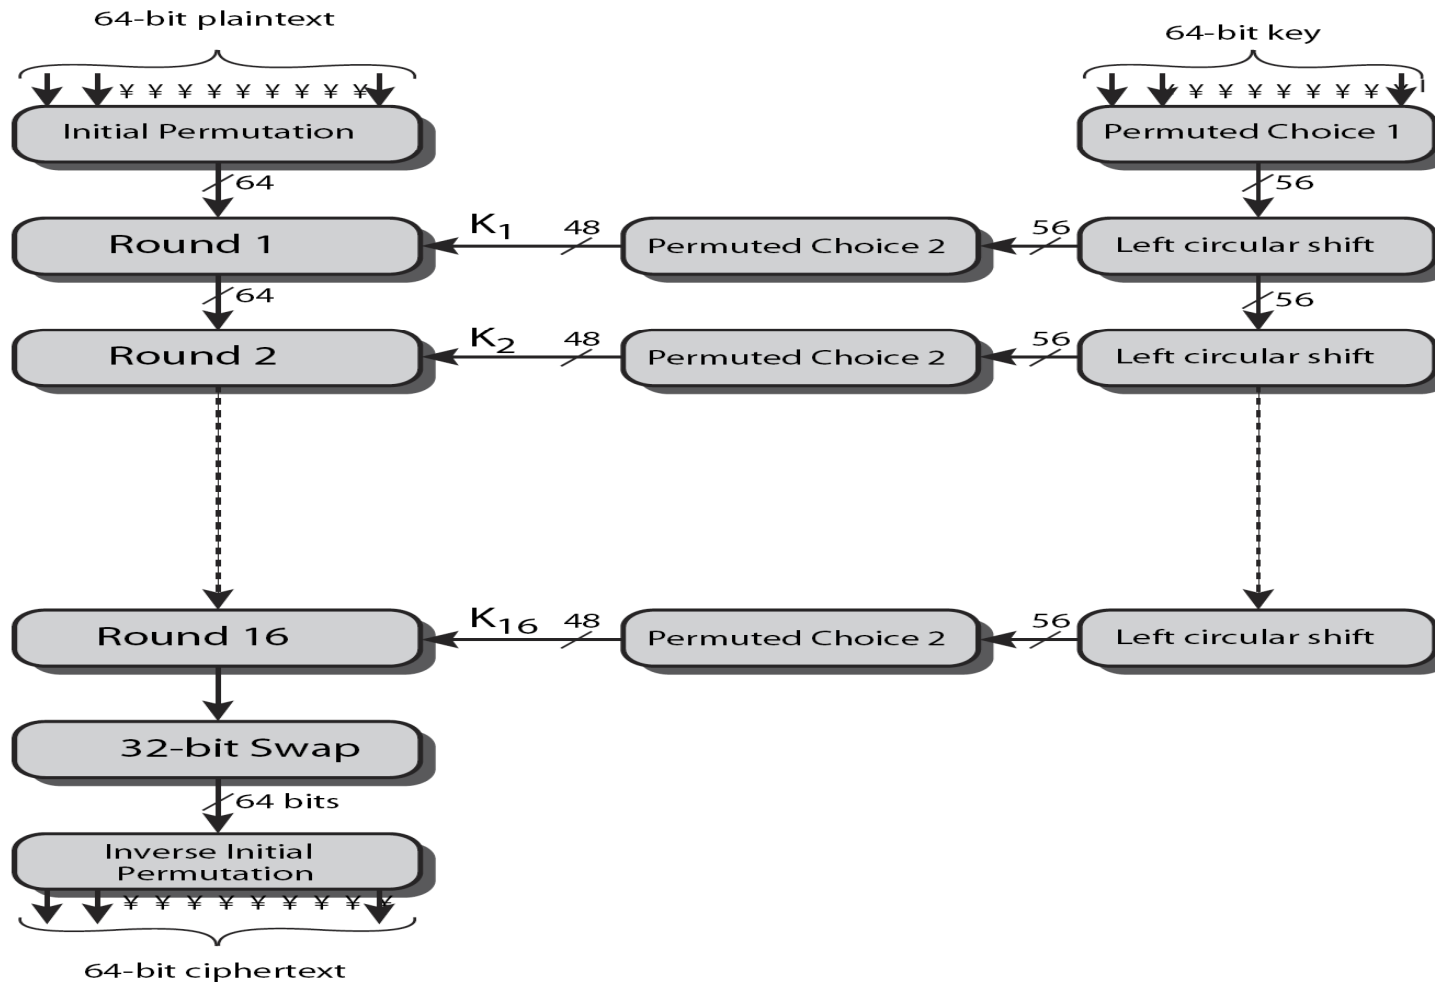 64-bit plaintext
64-bit key
¥ ¥ ¥ ¥ ¥ ¥ ¥ ¥ ¥
¥ ¥ ¥ ¥ ¥ ¥ ¥ ¥
Initial Permutation
Permuted Choice 1
64
56
Round 1
K1
48
Permuted Choice 2
56
Left circular shift
64
56
Round 2
K2
48
Permuted Choice 2
56
Left circular shift
Round 16
K16
48
Permuted Choice 2
56
Left circular shift
32-bit Swap
64 bits
Inverse Initial
Permutation
¥ ¥ ¥ ¥ ¥ ¥ ¥ ¥ ¥
64-bit ciphertext